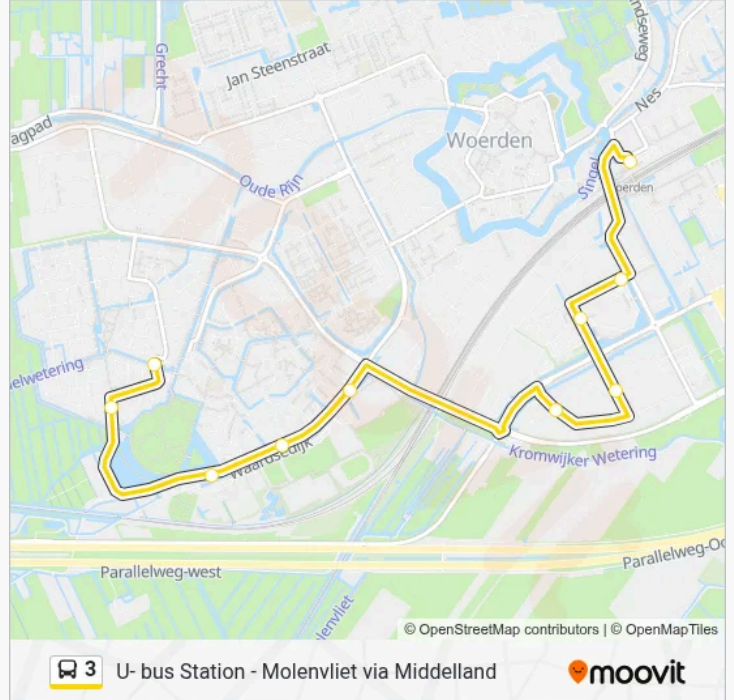 ndseweg
Grecht
Jan Steenstraat
Nes
agpad
Woerden
Oude Rijn
Singel
oerden
elwetering
Waardsedijk
Kromwijker Wetering
Parallelweg-Oo
Parallelweg-west
lenvliet
© OpenStreetMap contributors | © OpenMapTiles
3 U- bus Station - Molenvliet via Middelland
moovit